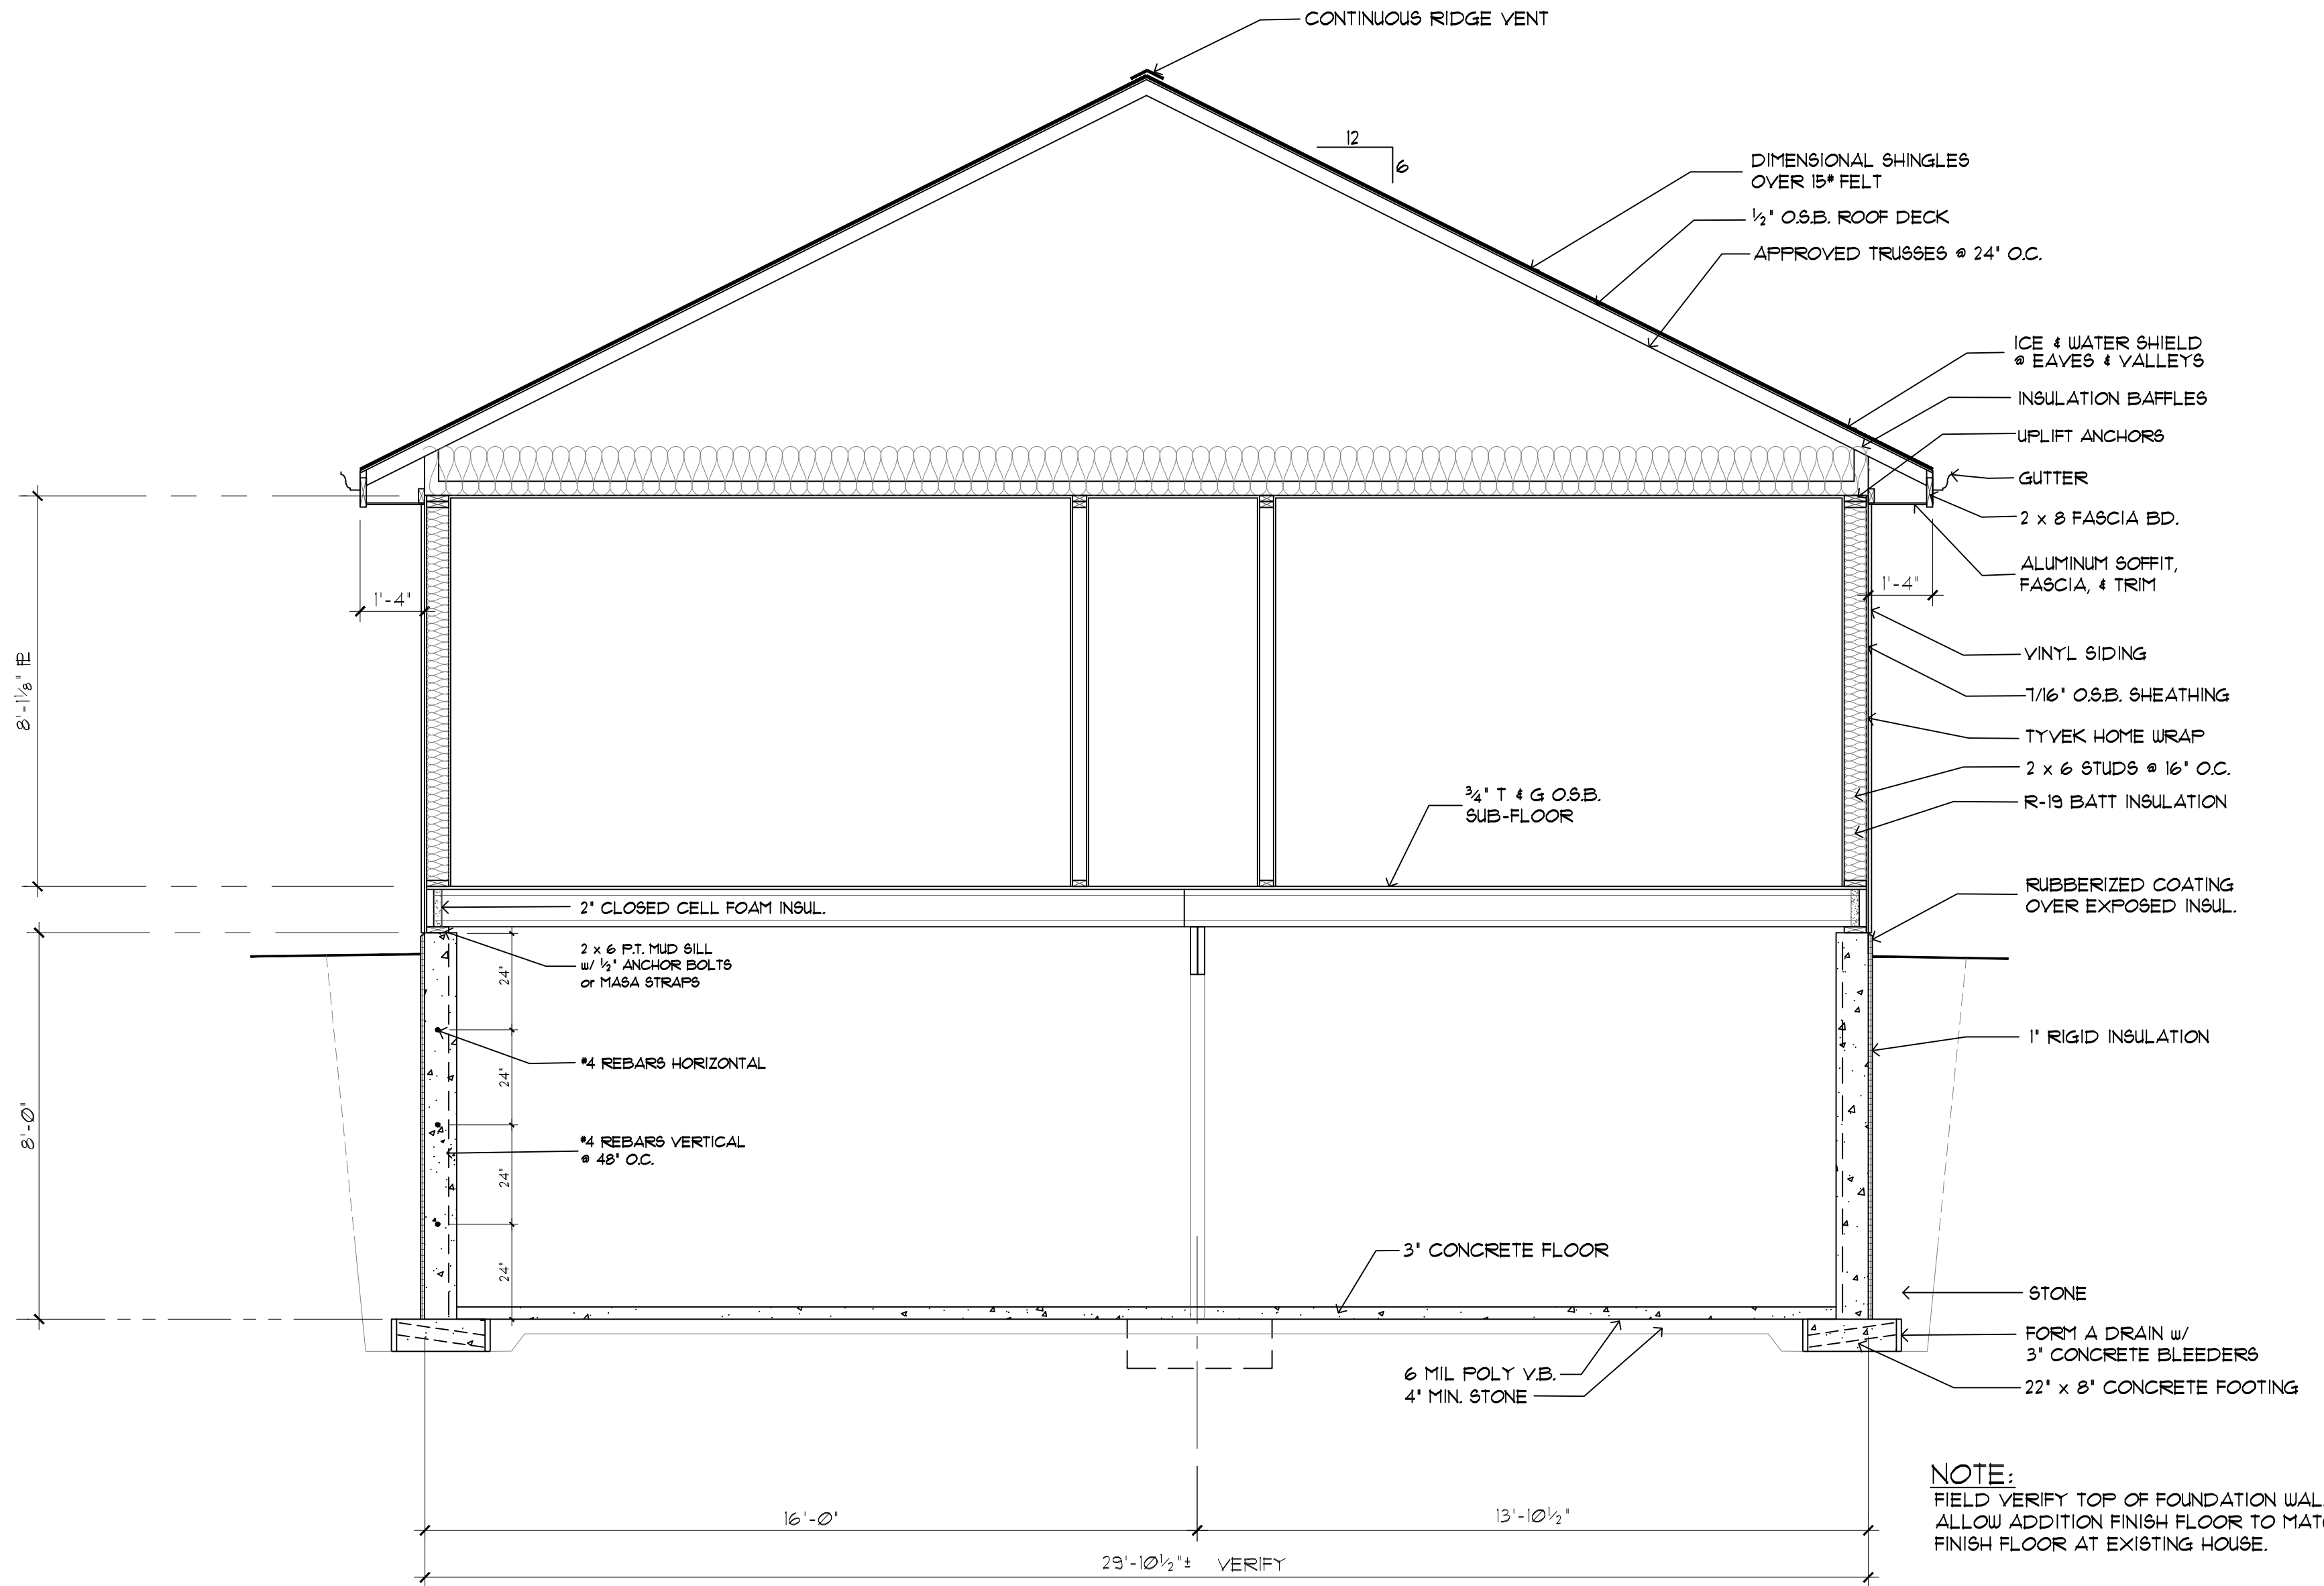 CONTINUOUS RIDGE VENT
12
6
DIMENSIONAL SHINGLES
OVER 15# FELT
½" O.S.B. ROOF DECK
APPROVED TRUSSES @ 24" O.C.
ICE & WATER SHIELD
@ EAVES & VALLEYS
INSULATION BAFFLES
UPLIFT ANCHORS
GUTTER
2 x 8 FASCIA BD.
ALUMINUM SOFFIT,
FASCIA, & TRIM
1'-4"
1'-4"
VINYL SIDING
7/16" O.S.B. SHEATHING
TYVEK HOME WRAP
2 x 6 STUDS @ 16" O.C.
R-19 BATT INSULATION
8'-1⅛"
¾" T & G O.S.B.
SUB-FLOOR
RUBBERIZED COATING
OVER EXPOSED INSUL.
2" CLOSED CELL FOAM INSUL.
2 x 6 P.T. MUD SILL
w/ ½" ANCHOR BOLTS
or MASA STRAPS
24"
1" RIGID INSULATION
#4 REBARS HORIZONTAL
24"
8'-0"
#4 REBARS VERTICAL
@ 48" O.C.
24"
24"
3" CONCRETE FLOOR
STONE
FORM A DRAIN w/
3" CONCRETE BLEEDERS
6 MIL POLY V.B.
4" MIN. STONE
22" x 8" CONCRETE FOOTING
NOTE:
FIELD VERIFY TOP OF FOUNDATION
ALLOW ADDITION FINISH FLOOR TO
FINISH FLOOR AT EXISTING HOUSE.
16'-0"
13'-10½"
29'-10½"± VERIFY